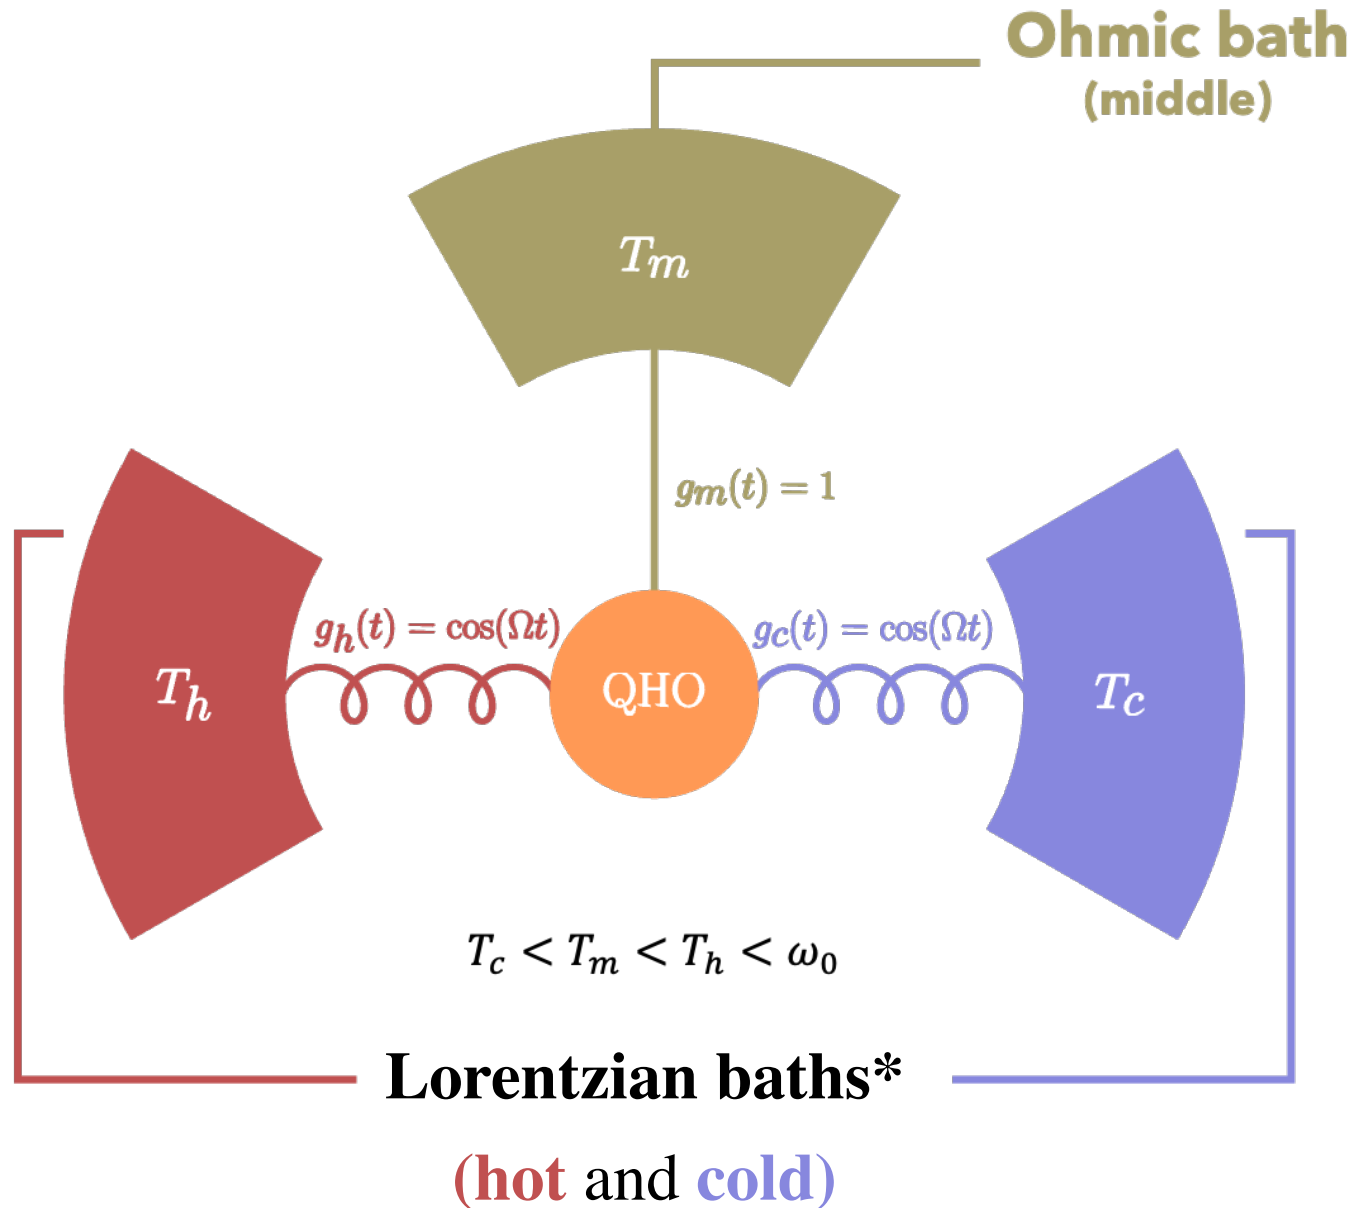 Ohmic bath
(middle)
T_m
g_m(t) = 1
g_h(t) = cos(Ωt)
g_c(t) = cos(Ωt)
T_h
QHO
T_c
T_c < T_m < T_h < ω_0
Lorentzian baths*
(hot and cold)